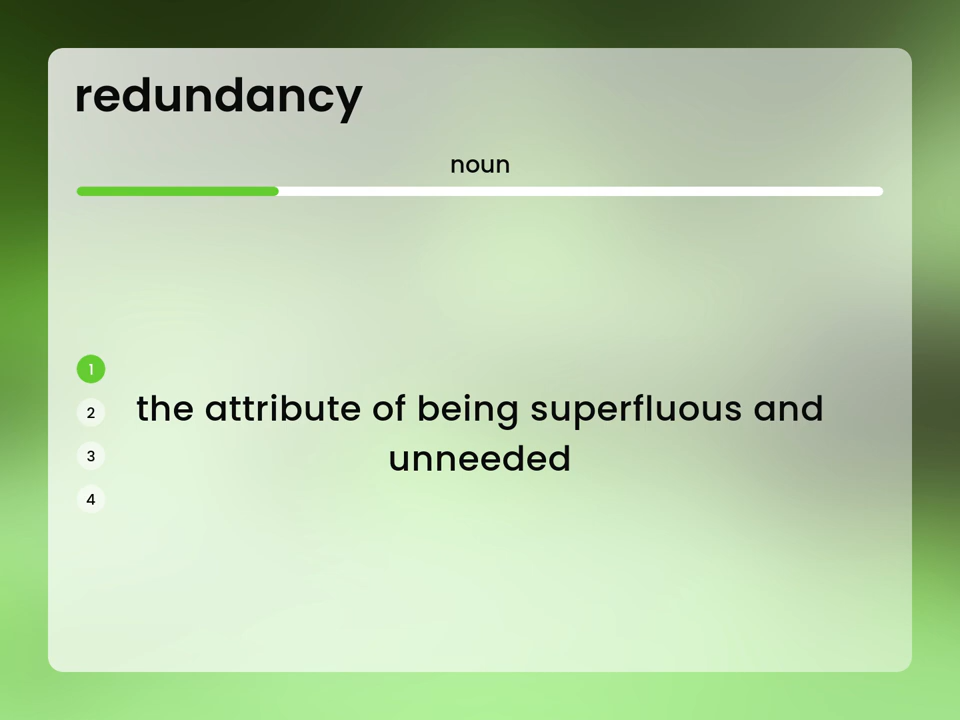 redundancy
noun
1
2
3
4
the attribute of being superfluous and
unneeded